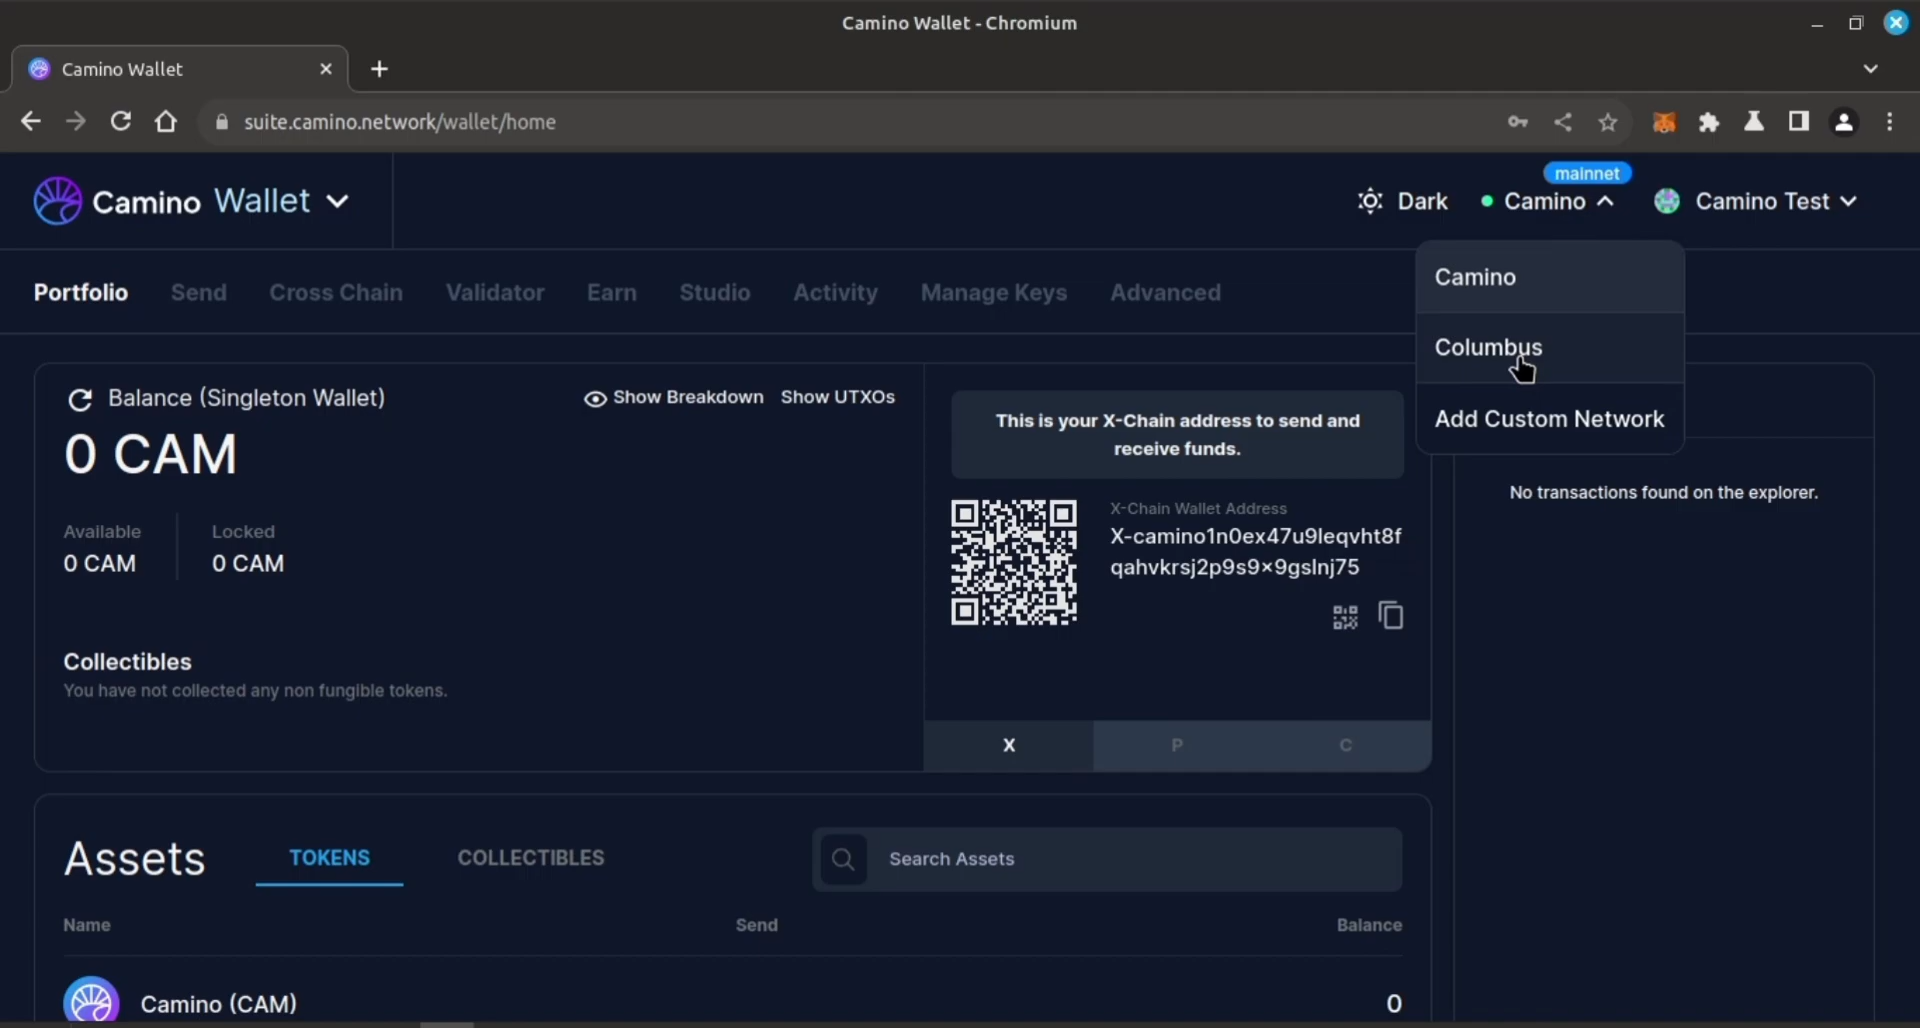 Camino Wallet - Chromium
Camino Wallet
suite.camino.network/wallet/home
mainnet
Camino Wallet
Dark
Camino
Camino Test
Portfolio
Send
Cross Chain
Validator
Earn
Studio
Activity
Manage Keys
Advanced
Camino
Columbus
Add Custom Network
Balance (Singleton Wallet)
Show Breakdown
Show UTXOs
0 CAM
Available
0 CAM
Locked
0 CAM
Collectibles
You have not collected any non fungible tokens.
This is your X-Chain address to send and
receive funds.
X-Chain Wallet Address
X-camino1n0ex47u9leqvht8f
qahvkrsj2p9s9×9gslnj75
X
P
C
No transactions found on the explorer.
Assets
TOKENS
COLLECTIBLES
Search Assets
Name
Send
Balance
Camino (CAM)
0